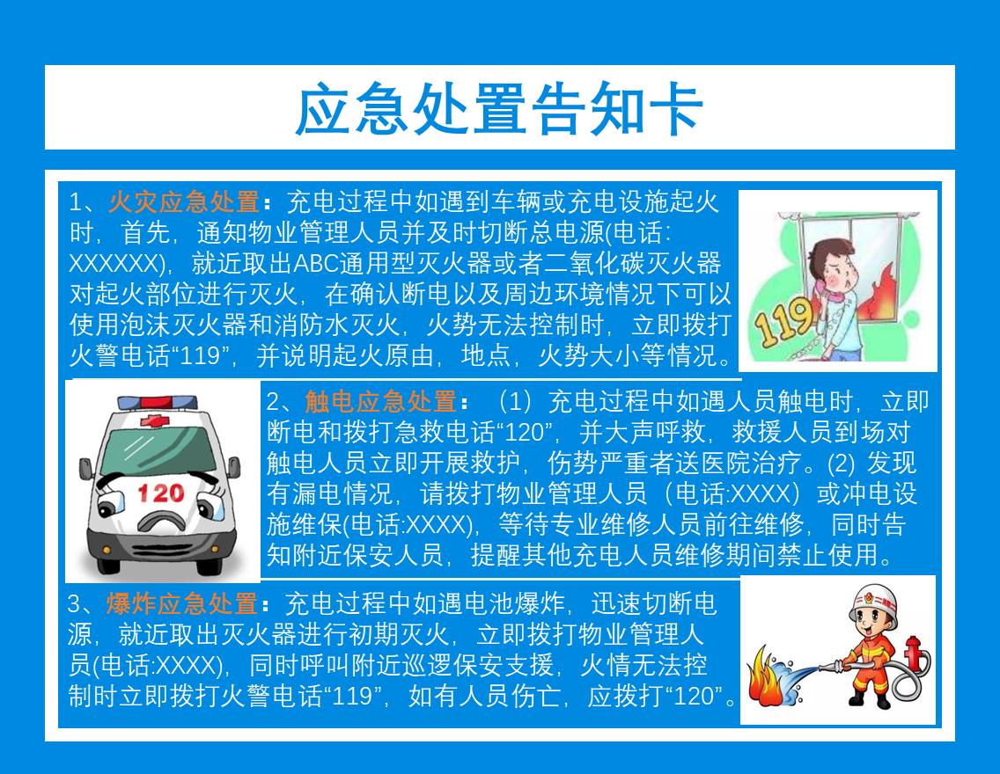 应急处置告知卡
1、火灾应急处置：充电过程中如遇到车辆或充电设施起火
时，首先，通知物业管理人员并及时切断总电源(电话：
XXXXXX)，就近取出ABC通用型灭火器或者二氧化碳灭火器
对起火部位进行灭火，在确认断电以及周边环境情况下可以
使用泡沫灭火器和消防水灭火，火势无法控制时，立即拨打
火警电话“119”，并说明起火原由，地点，火势大小等情况。
119
2、触电应急处置：（1）充电过程中如遇人员触电时，立即
断电和拨打急救电话“120”，并大声呼救，救援人员到场对
触电人员立即开展救护，伤势严重者送医院治疗。(2) 发现
有漏电情况，请拨打物业管理人员（电话:XXXX）或冲电设
施维保(电话:XXXX)，等待专业维修人员前往维修，同时告
知附近保安人员，提醒其他充电人员维修期间禁止使用。
120
3、爆炸应急处置：充电过程中如遇电池爆炸，迅速切断电
源，就近取出灭火器进行初期灭火，立即拨打物业管理人
员(电话:XXXX)，同时呼叫附近巡逻保安支援，火情无法控
制时立即拨打火警电话“119”，如有人员伤亡，应拨打“120”。